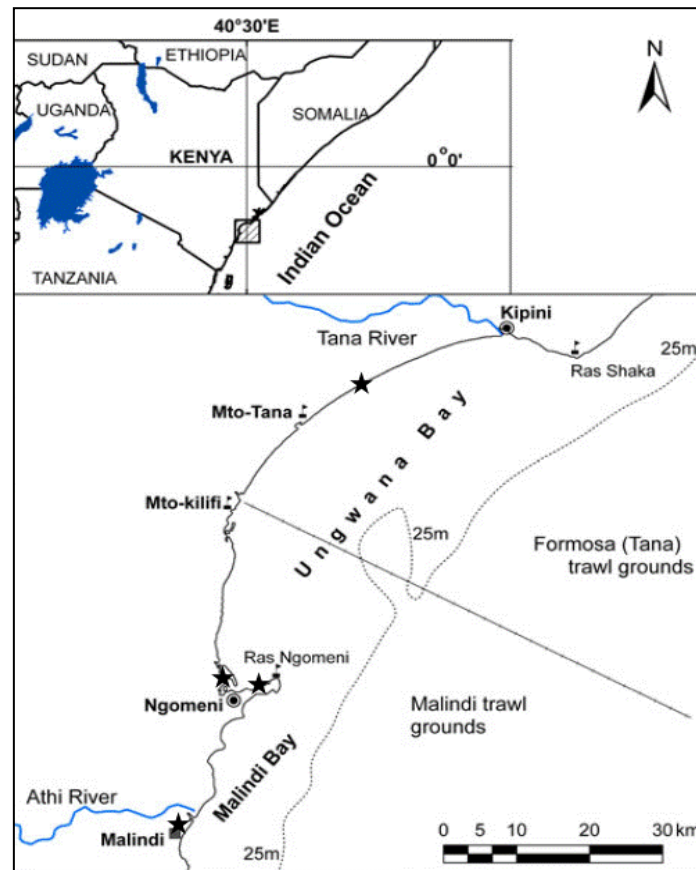 40°30'E
SUDAN
ETHIOPIA
UGANDA
SOMALIA
KENYA
0°0'
TANZANIA
Indian Ocean
N
Tana River
Kipini
25m
Ras Shaka
Mto-Tana
Ungwana Bay
Mto-kilifi
25m
Formosa (Tana)
trawl grounds
Ras Ngomeni
Ngomeni
Malindi trawl
grounds
Malindi Bay
Athi River
Malindi
25m
0 5 10 20 30 km